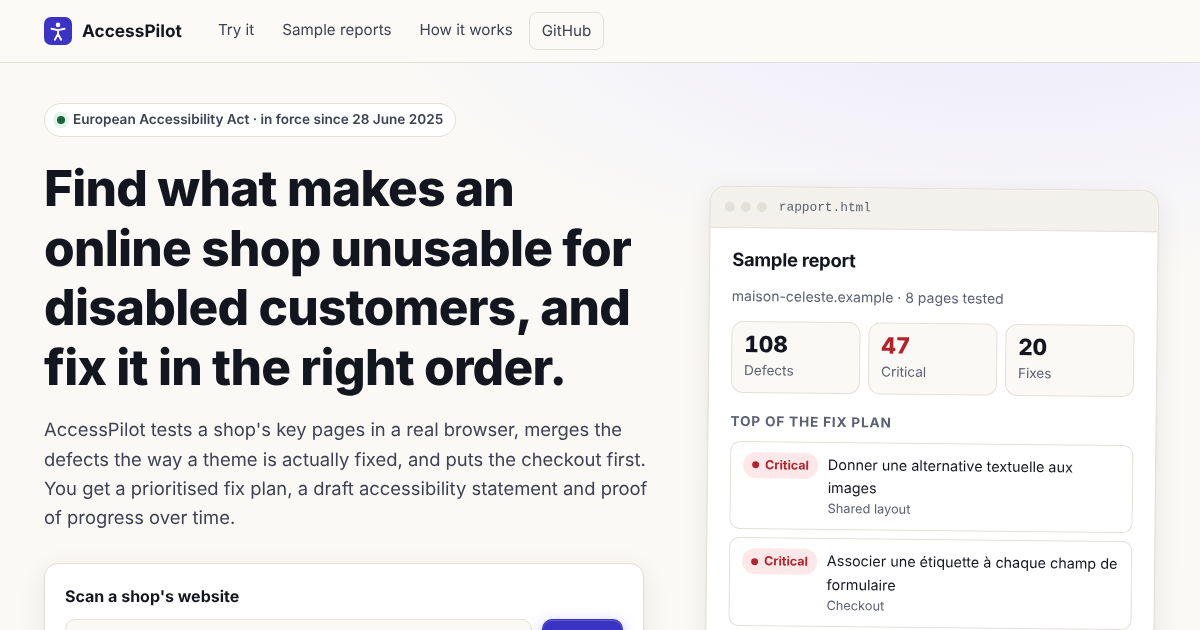 AccessPilot
Try it
Sample reports
How it works
GitHub
European Accessibility Act · in force since 28 June 2025
Find what makes an
online shop unusable for
disabled customers, and
fix it in the right order.
AccessPilot tests a shop's key pages in a real browser, merges the
defects the way a theme is actually fixed, and puts the checkout first.
You get a prioritised fix plan, a draft accessibility statement and proof
of progress over time.
Scan a shop's website
rapport.html
Sample report
maison-celeste.example · 8 pages tested
108
Defects
47
Critical
20
Fixes
TOP OF THE FIX PLAN
Critical
Donner une alternative textuelle aux
images
Shared layout
Critical
Associer une étiquette à chaque champ de
formulaire
Checkout